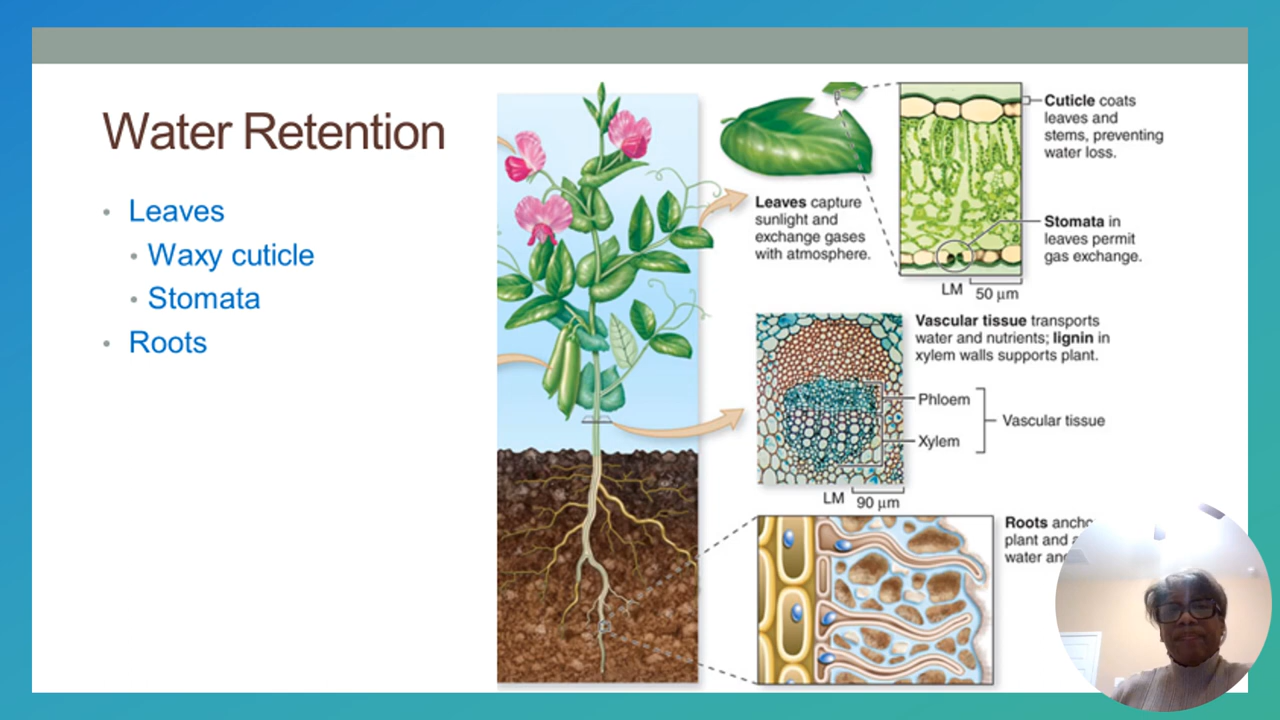 Water Retention
Leaves
Waxy cuticle
Stomata
Roots
Cuticle coats
leaves and
stems, preventing
water loss.
Leaves capture
sunlight and
exchange gases
with atmosphere.
Stomata in
leaves permit
gas exchange.
LM 50 µm
Vascular tissue transports
water and nutrients; lignin in
xylem walls supports plant.
Phloem
Vascular tissue
Xylem
LM 90 µm
Roots
plant and
water